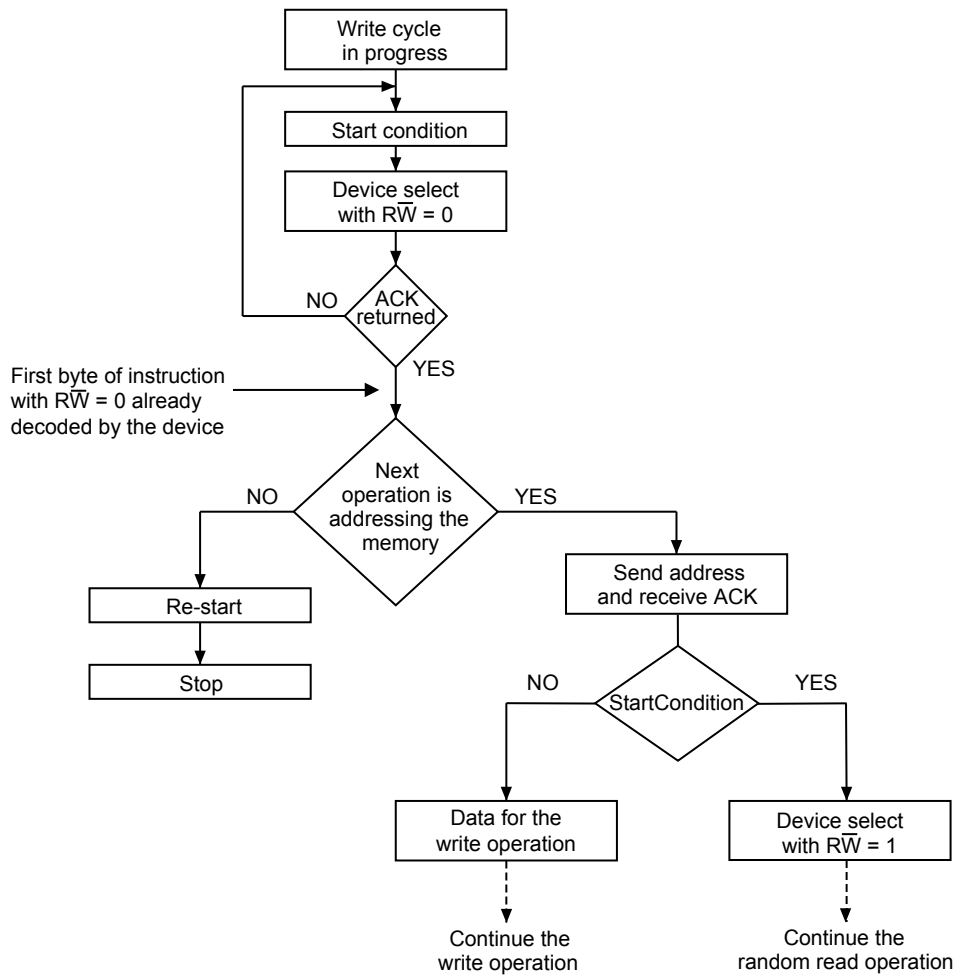 Write cycle
in progress
Start condition
Device select
with RW̅ = 0
NO
ACK
returned
YES
First byte of instruction
with RW̅ = 0 already
decoded by the device
NO
Next
operation is
addressing the
memory
YES
Send address
and receive ACK
Re-start
Stop
NO
StartCondition
YES
Data for the
write operation
Device select
with RW̅ = 1
Continue the
write operation
Continue the
random read operation